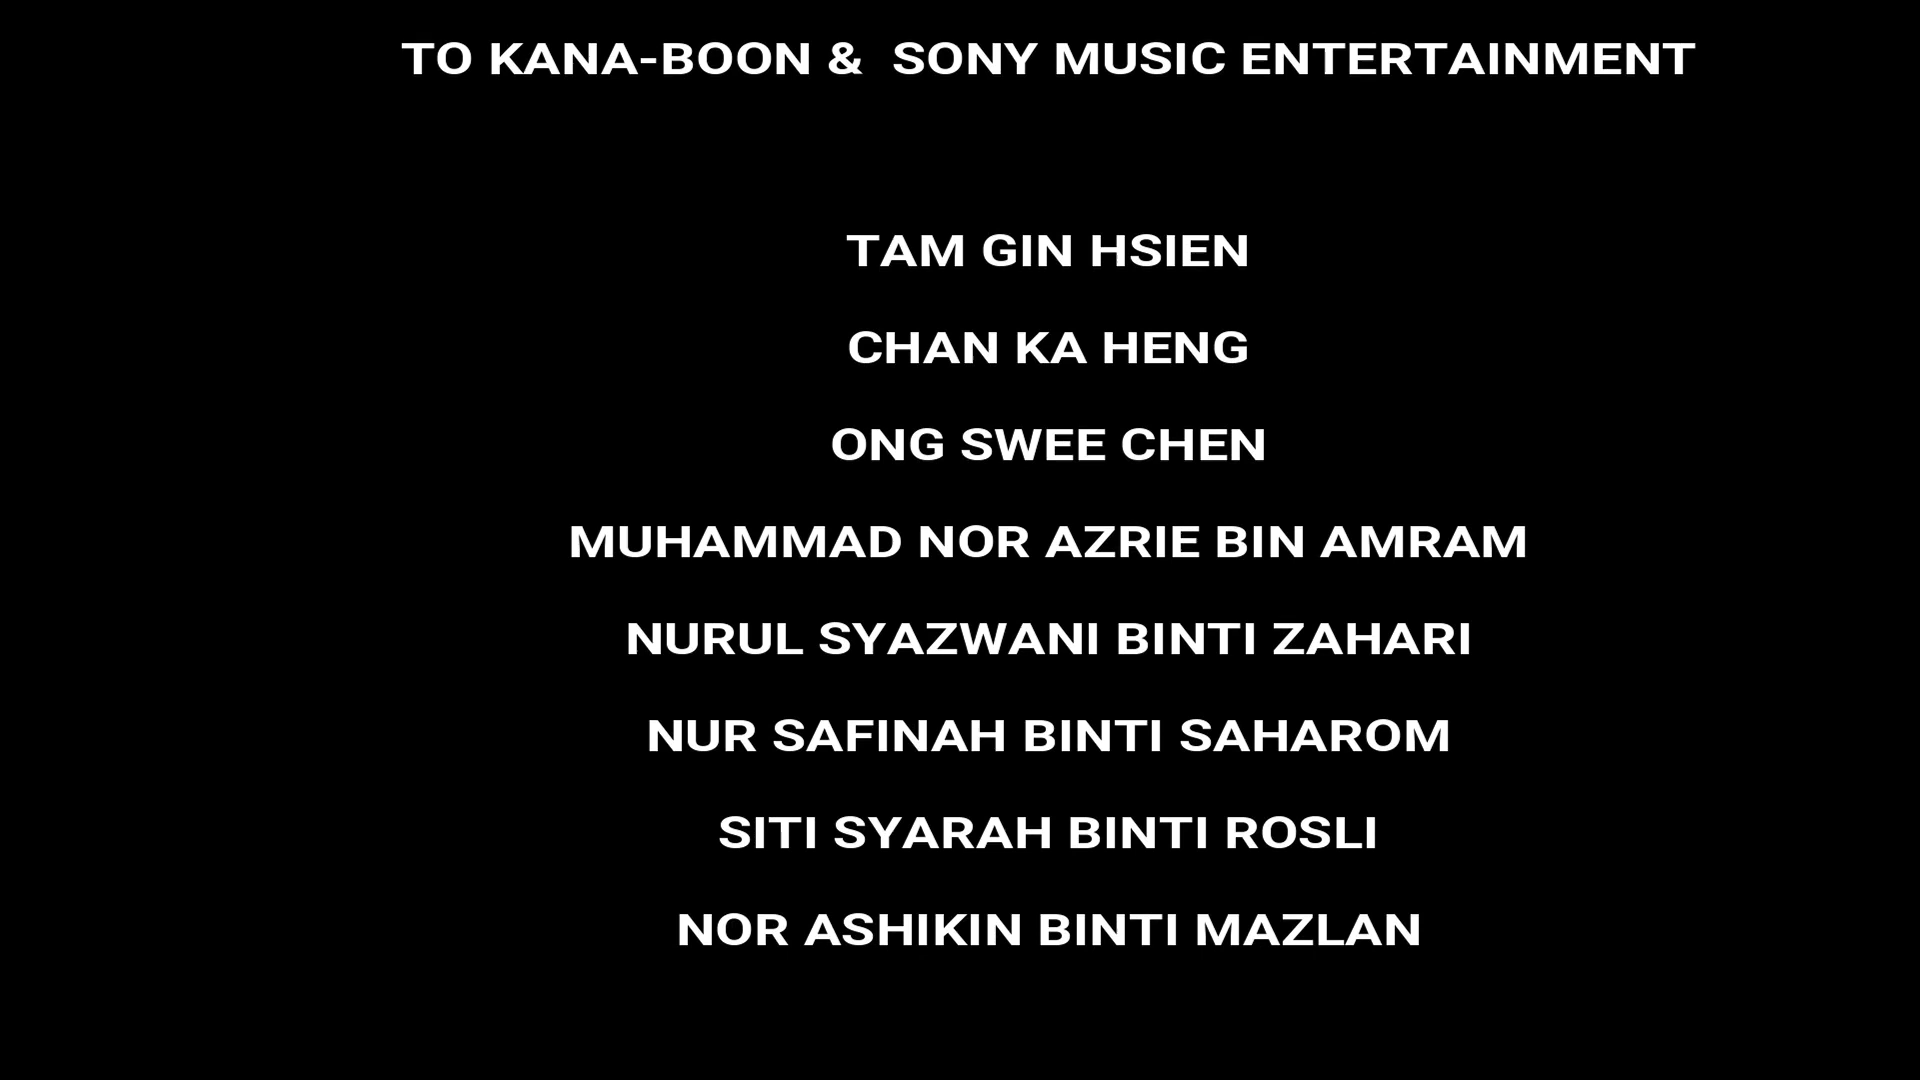 TO KANA-BOON &  SONY MUSIC ENTERTAINMENT
TAM GIN HSIEN
CHAN KA HENG
ONG SWEE CHEN
MUHAMMAD NOR AZRIE BIN AMRAM
NURUL SYAZWANI BINTI ZAHARI
NUR SAFINAH BINTI SAHAROM
SITI SYARAH BINTI ROSLI
NOR ASHIKIN BINTI MAZLAN